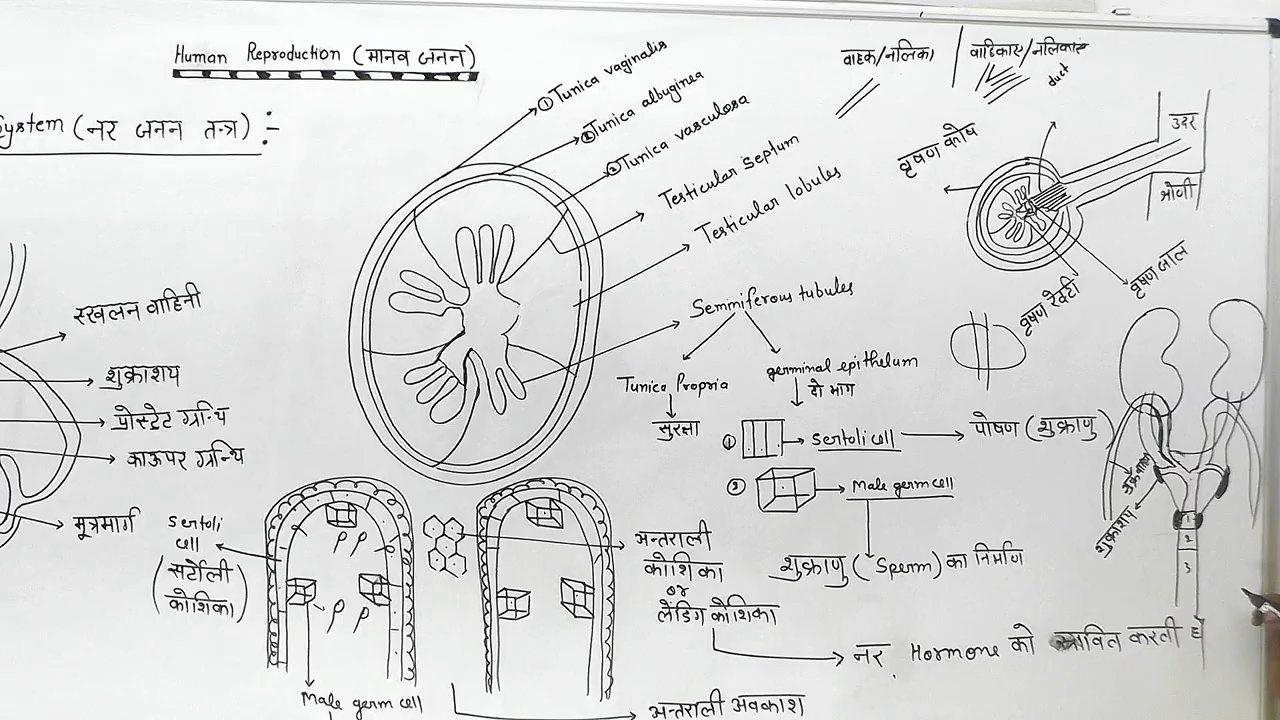 Human Reproduction (मानव जनन)
System (नर जनन तन्त्र) :-
स्खलन वाहिनी
शुक्राशय
प्रोस्टेट ग्रन्थि
काऊपर ग्रन्थि
मूत्रमार्ग
① Tunica vaginalis
② Tunica albuginea
③ Tunica vasculosa
Testicular septum
Testicular lobules
Semmiferous tubules
Tunica Propria
सुरक्षा
germinal epithelum
दो भाग
① Sertoli cell
पोषण (शुक्राणु)
② Male germ cell
शुक्राणु (Sperm) का निर्माण
Sertoli
cell
(सर्टोली
कोशिका)
Male germ cell
अन्तराली
कोशिका
or
लेडिग कोशिका
नर Hormone को स्रावित करती है
अन्तराली अवकाश
वाहक/नलिका
वाहिकाए/नलिकाए
duct
वृषण कोष
उदर
श्रोणी
वृषण जाल
वृषण रेक्टी
शुक्राशय
1
2
3